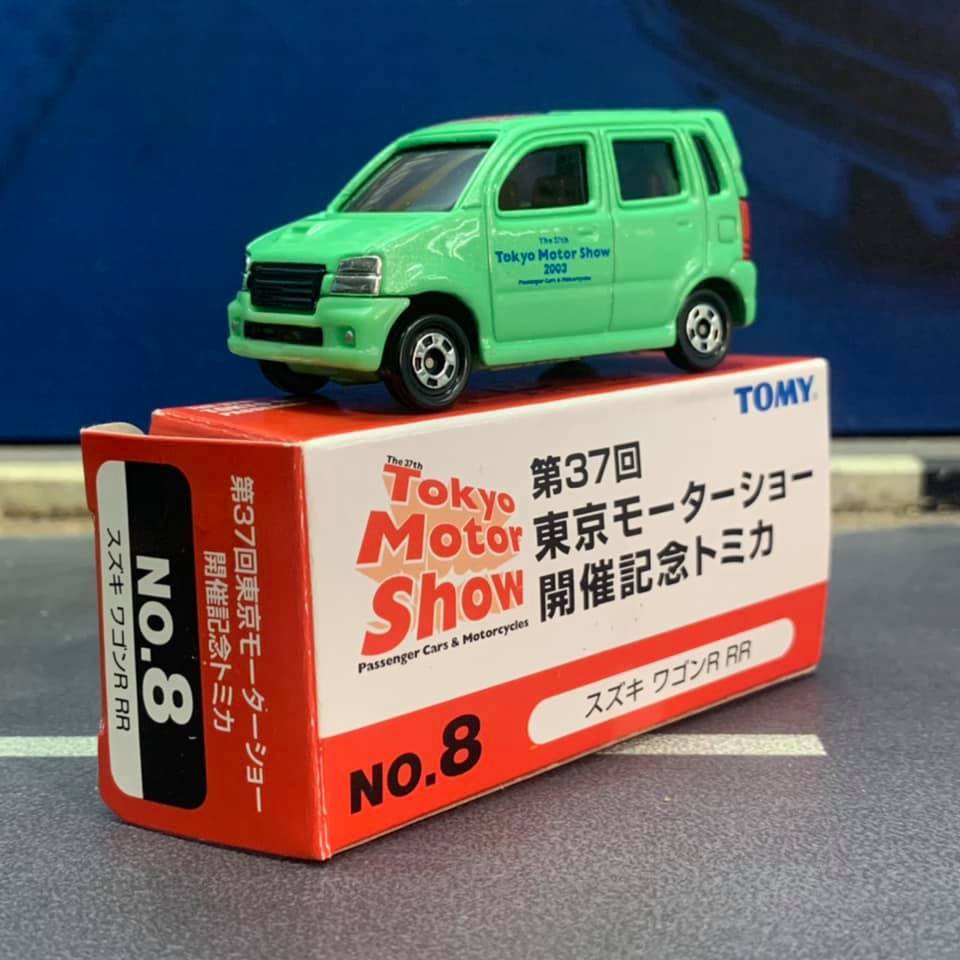 The 37th
Tokyo Motor Show
2003
Passenger Cars & Motorcycles
TOMY
The 37th
Tokyo
Motor
Show
Passenger Cars & Motorcycles
第37回
東京モーターショー
開催記念トミカ
NO.8
スズキ ワゴンR RR
第37回東京モーターショー
開催記念トミカ
NO.8
スズキ ワゴンR RR